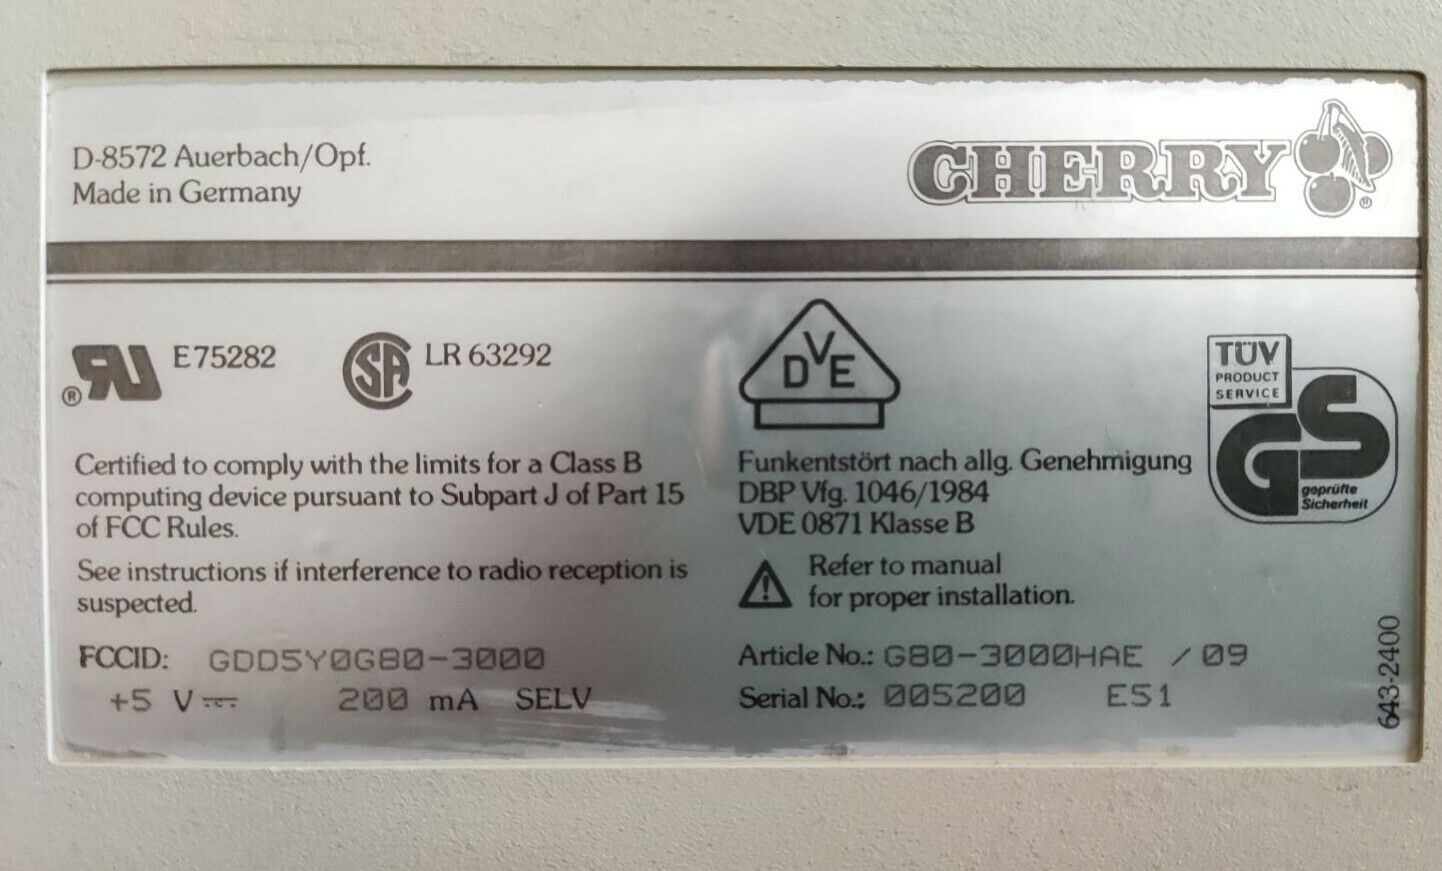 D-8572 Auerbach/Opf.
Made in Germany
CHERRY
®
® RU E75282
SA LR 63292
DVE
TÜV
PRODUCT
SERVICE
GS
geprüfte
Sicherheit
Certified to comply with the limits for a Class B
computing device pursuant to Subpart J of Part 15
of FCC Rules.
See instructions if interference to radio reception is
suspected.
FCCID: GDD5Y0G80-3000
+5 V 200 mA SELV
Funkentstört nach allg. Genehmigung
DBP Vfg. 1046/1984
VDE 0871 Klasse B
! Refer to manual
for proper installation.
Article No.: G80-3000HAE /09
Serial No.: 005200 E51
643-2400